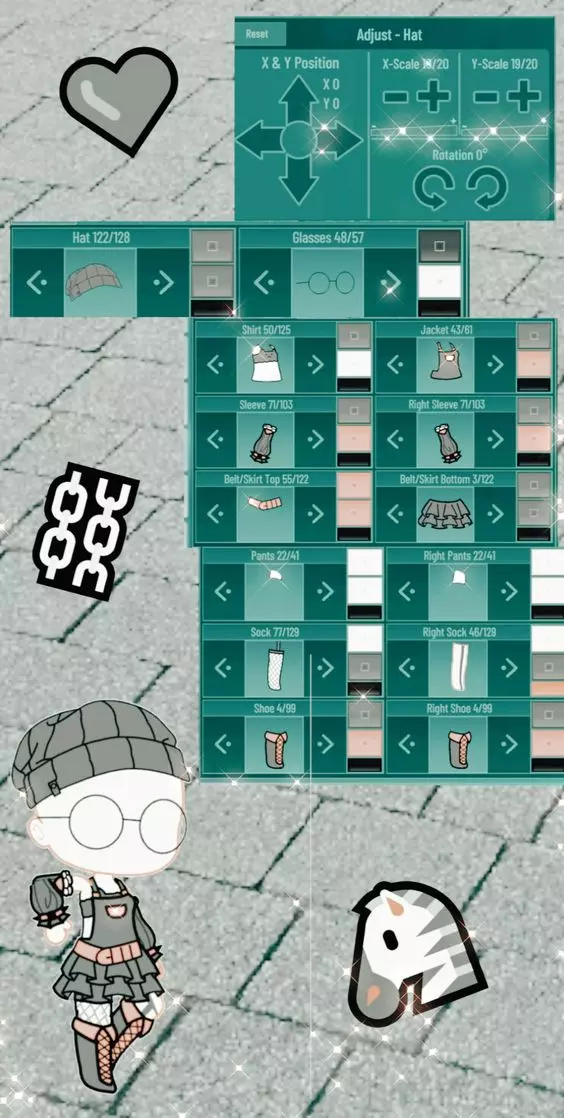 Reset
Adjust - Hat
X & Y Position
X 0
Y 0
X-Scale 19/20
Y-Scale 19/20
Rotation 0°
Hat 122/128
Glasses 48/57
Shirt 50/125
Jacket 43/61
Sleeve 71/103
Right Sleeve 71/103
Belt/Skirt Top 55/122
Belt/Skirt Bottom 3/122
Pants 22/41
Right Pants 22/41
Sock 77/129
Right Sock 46/129
Shoe 4/99
Right Shoe 4/99